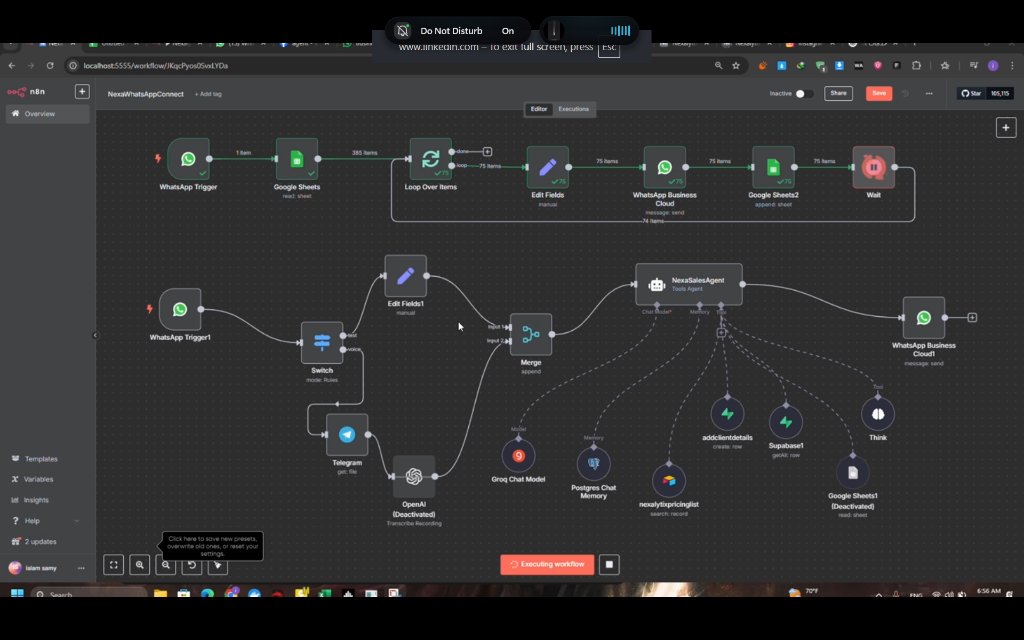 Do Not Disturb On
www.linkedin.com – To exit full screen, press Esc
localhost:5555/workflow/JKqcPyos05vxLYDa
n8n
NexaWhatsAppConnect + Add tag
Inactive Share Save ... Star 105,115
Overview
Editor Executions
1 item
385 items
done
loop
75 items
75 items
75 items
75 items
75
75
75
75
WhatsApp Trigger
Google Sheets
read: sheet
Loop Over Items
Edit Fields
manual
WhatsApp Business
Cloud
message: send
Google Sheets2
append: sheet
Wait
74 items
WhatsApp Trigger1
Edit Fields1
manual
Switch
mode: Rules
text
voice
Input 1
Input 2
Merge
append
NexaSalesAgent
Tools Agent
Chat Model*
Memory
Tool
WhatsApp Business
Cloud1
message: send
Telegram
get: file
OpenAI
(Deactivated)
Transcribe Recording
Model
Groq Chat Model
Memory
Postgres Chat
Memory
nexalytixpricinglist
search: record
addclientdetails
create: row
Supabase1
getAll: row
Tool
Think
Google Sheets1
(Deactivated)
read: sheet
Templates
Variables
Insights
Help
2 updates
islam samy
Click here to save new presets,
overwrite old ones, or reset your
settings.
Executing workflow
Search
70°F
ENG
6:56 AM